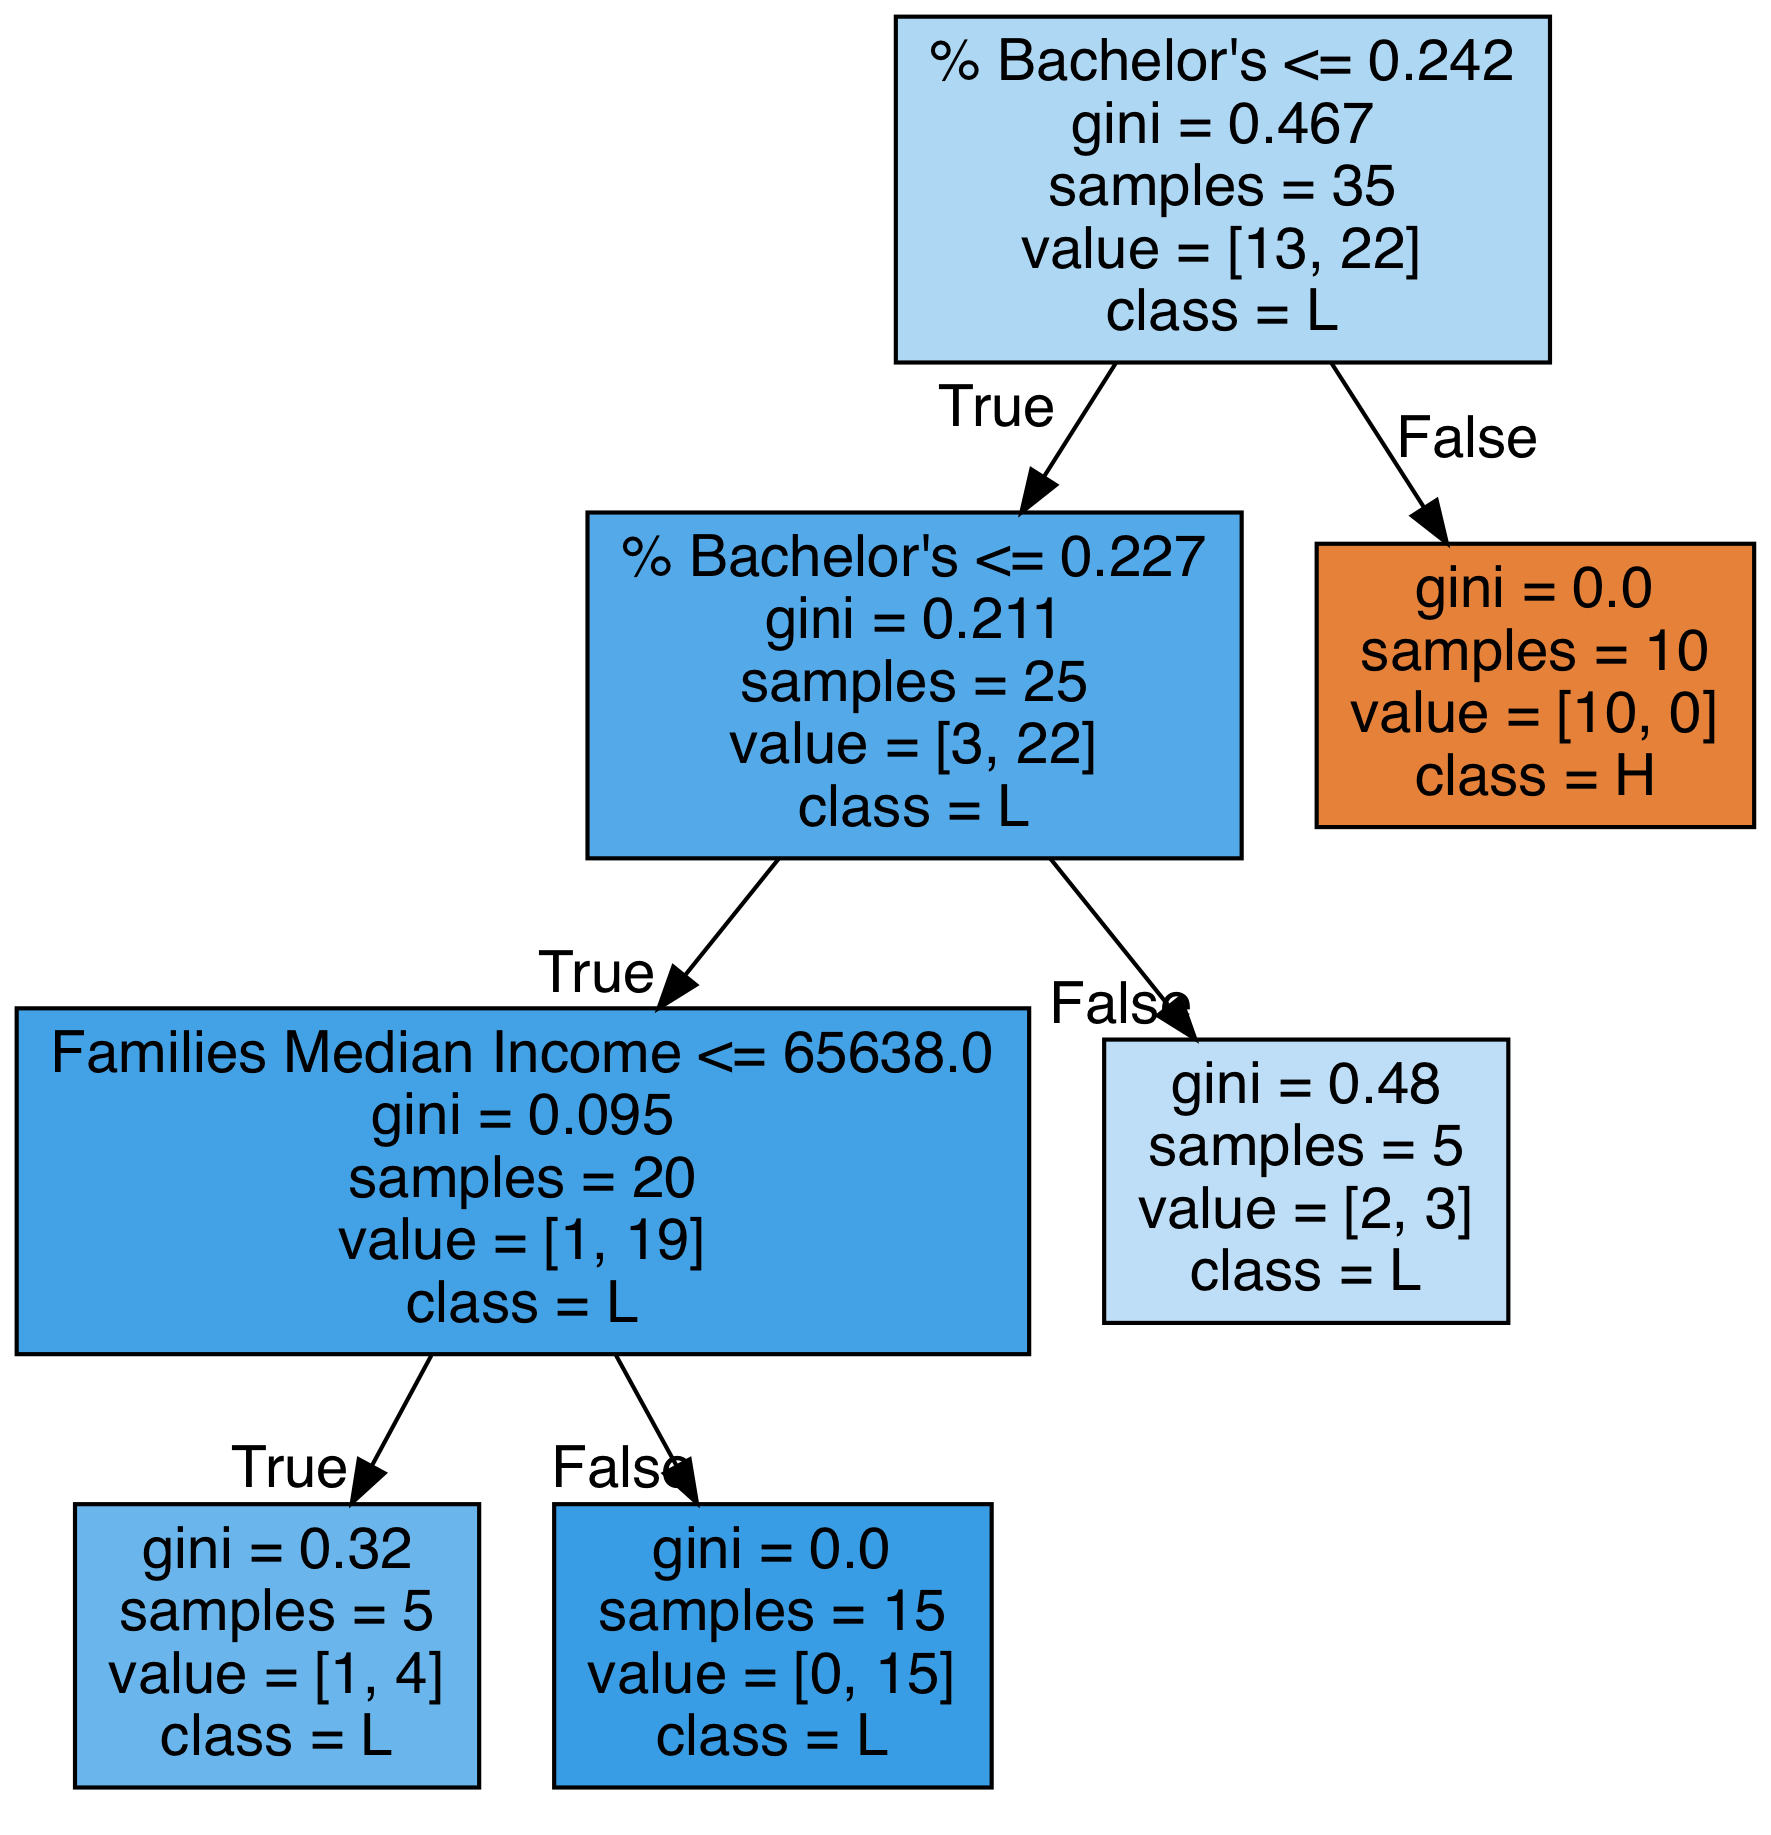 % Bachelor's <= 0.242
gini = 0.467
samples = 35
value = [13, 22]
class = L
True
False
% Bachelor's <= 0.227
gini = 0.211
samples = 25
value = [3, 22]
class = L
gini = 0.0
samples = 10
value = [10, 0]
class = H
True
False
Families Median Income <= 65638.0
gini = 0.095
samples = 20
value = [1, 19]
class = L
gini = 0.48
samples = 5
value = [2, 3]
class = L
True
False
gini = 0.32
samples = 5
value = [1, 4]
class = L
gini = 0.0
samples = 15
value = [0, 15]
class = L